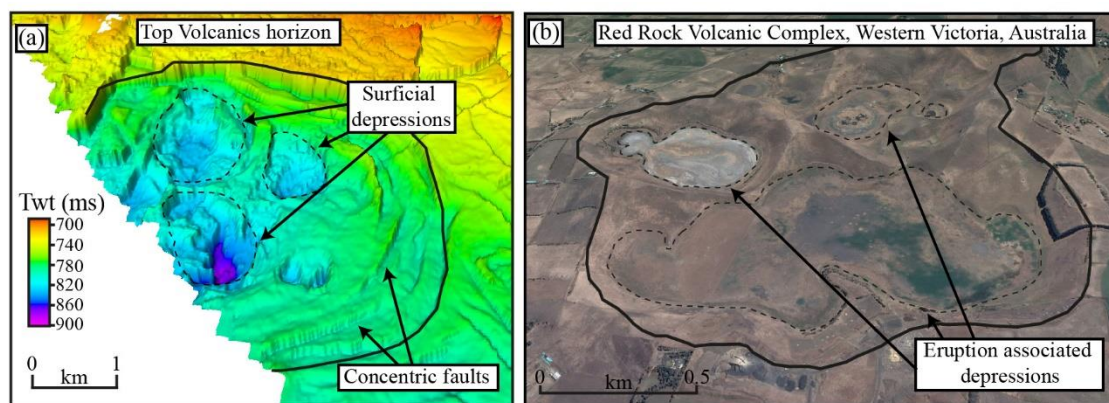 (a)
Top Volcanics horizon
Surficial
depressions
Twt (ms)
700
740
780
820
860
900
0
1
km
Concentric faults
(b)
Red Rock Volcanic Complex, Western Victoria, Australia
Eruption associated
depressions
0
km
0.5